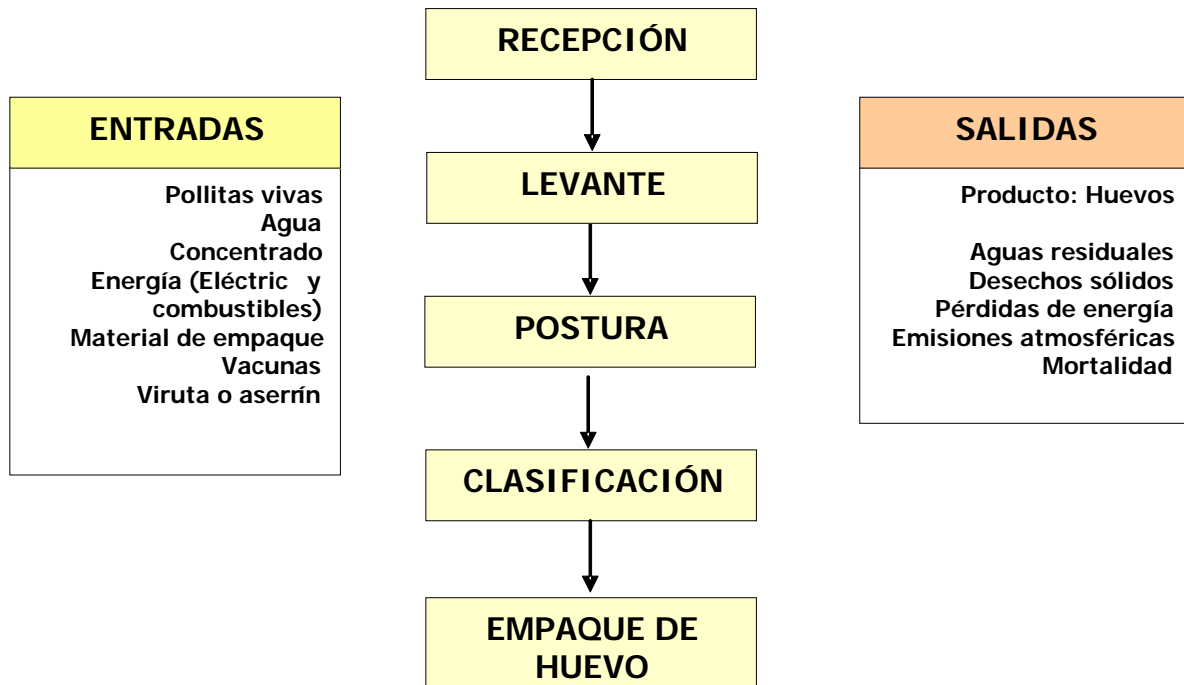 RECEPCIÓN
ENTRADAS
Pollitas vivas
Agua
Concentrado
Energía (Eléctric y
combustibles)
Material de empaque
Vacunas
Viruta o aserrín
LEVANTE
POSTURA
CLASIFICACIÓN
EMPAQUE DE
HUEVO
SALIDAS
Producto: Huevos
Aguas residuales
Desechos sólidos
Pérdidas de energía
Emisiones atmosféricas
Mortalidad